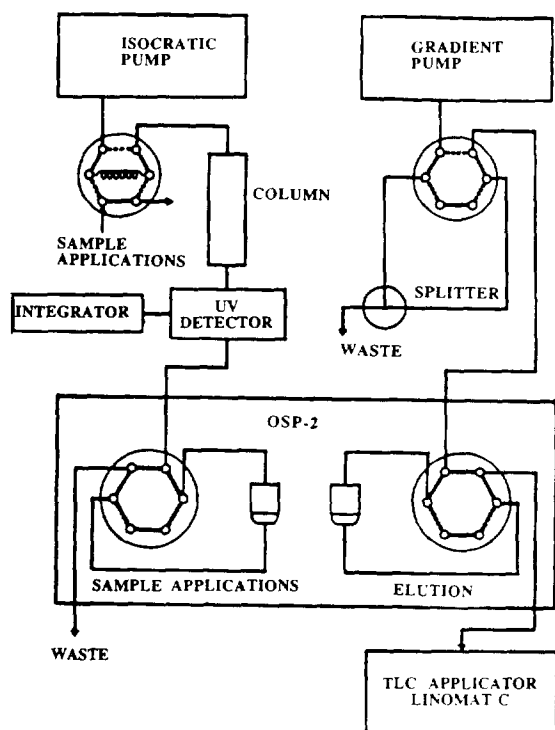 ISOCRATIC
PUMP
GRADIENT
PUMP
COLUMN
SAMPLE
APPLICATIONS
INTEGRATOR
UV
DETECTOR
SPLITTER
WASTE
OSP-2
SAMPLE APPLICATIONS
ELUTION
WASTE
TLC APPLICATOR
LINOMAT C